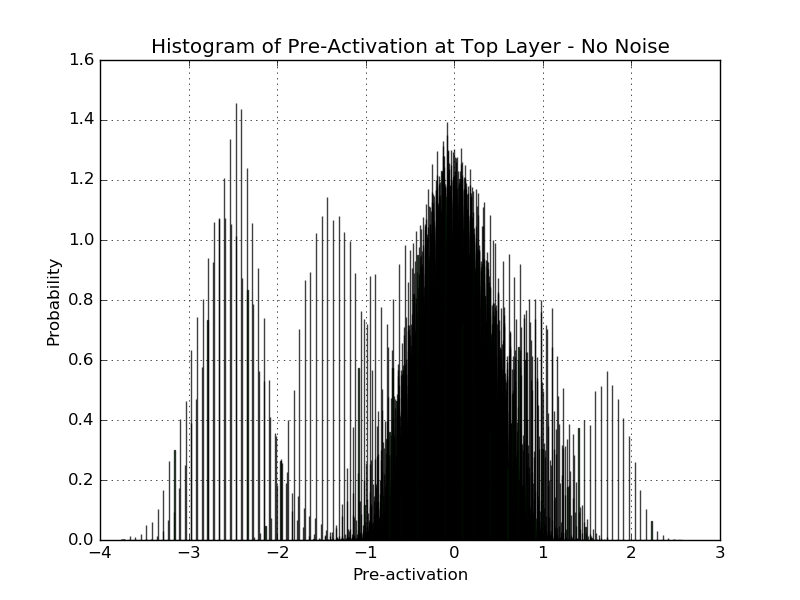 Histogram of Pre-Activation at Top Layer - No Noise
1.6
1.4
1.2
1.0
0.8
0.6
0.4
0.2
0.0
Probability
−4 −3 −2 −1 0 1 2 3
Pre-activation